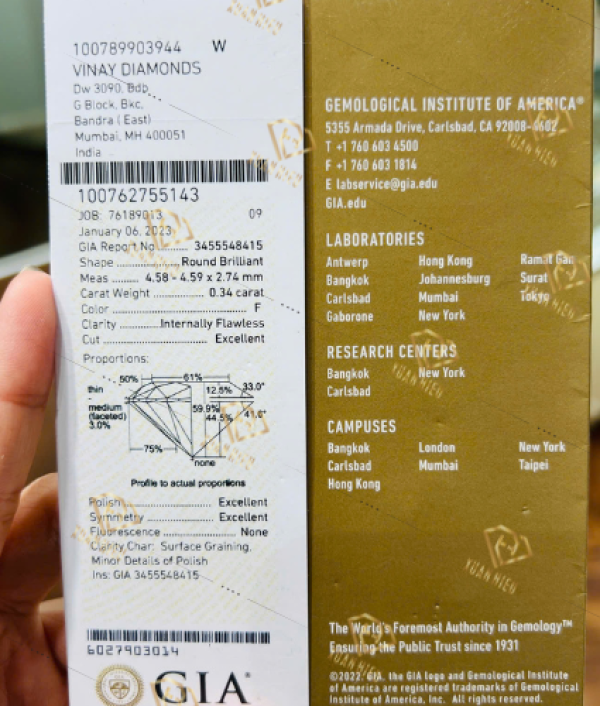 100789903944 W
VINAY DIAMONDS
Dw 3090, Bdb,
G Block, Bkc,
Bandra ( East)
Mumbai, MH 400051
India
100762755143
JOB: 76189013 09
January 06, 2023
GIA Report No ........ 3455548415
Shape ........ Round Brilliant
Meas ..... 4.58 - 4.59 x 2.74 mm
Carat Weight ........ 0.34 carat
Color ........ F
Clarity ........ Internally Flawless
Cut ........ Excellent
Proportions:
50% 61%
thin 12.5% 33.0°
medium
(faceted)
3.0%
59.9% 44.5% 41.6°
75%
none
Profile to actual proportions
Polish ........ Excellent
Symmetry ........ Excellent
Fluorescence ........ None
Clarity Char: Surface Graining,
Minor Details of Polish
Ins: GIA 3455548415
6027903014
GIA®
GEMOLOGICAL INSTITUTE OF AMERICA®
5355 Armada Drive, Carlsbad, CA 92008-4602
T +1 760 603 4500
F +1 760 603 1814
E labservice@gia.edu
GIA.edu
LABORATORIES
Antwerp Hong Kong Ramat Gan
Bangkok Johannesburg Surat
Carlsbad Mumbai Tokyo
Gaborone New York
RESEARCH CENTERS
Bangkok New York
Carlsbad
CAMPUSES
Bangkok London New York
Carlsbad Mumbai Taipei
Hong Kong
The World's Foremost Authority in Gemology™
Ensuring the Public Trust since 1931
©2022. GIA, the GIA logo and Gemological Institute
of America are registered trademarks of Gemological
Institute of America, Inc. All rights reserved.
XUAN HIEU